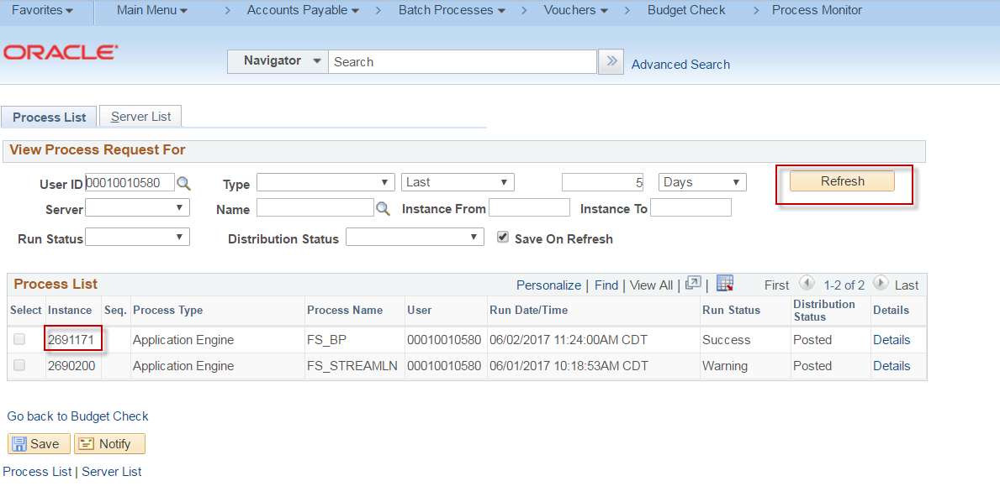 Favorites Main Menu > Accounts Payable > Batch Processes > Vouchers > Budget Check > Process Monitor
ORACLE'
Navigator Search >> Advanced Search
Process List Server List
View Process Request For
User ID 00010010580 Type Last 5 Days Refresh
Server Name Instance From Instance To
Run Status Distribution Status Save On Refresh
Process List Personalize | Find | View All | | First 1-2 of 2 Last
Select Instance Seq. Process Type Process Name User Run Date/Time Run Status Distribution Status Details
2691171 Application Engine FS_BP 00010010580 06/02/2017 11:24:00AM CDT Success Posted Details
2690200 Application Engine FS_STREAMLN 00010010580 06/01/2017 10:18:53AM CDT Warning Posted Details
Go back to Budget Check
Save Notify
Process List | Server List